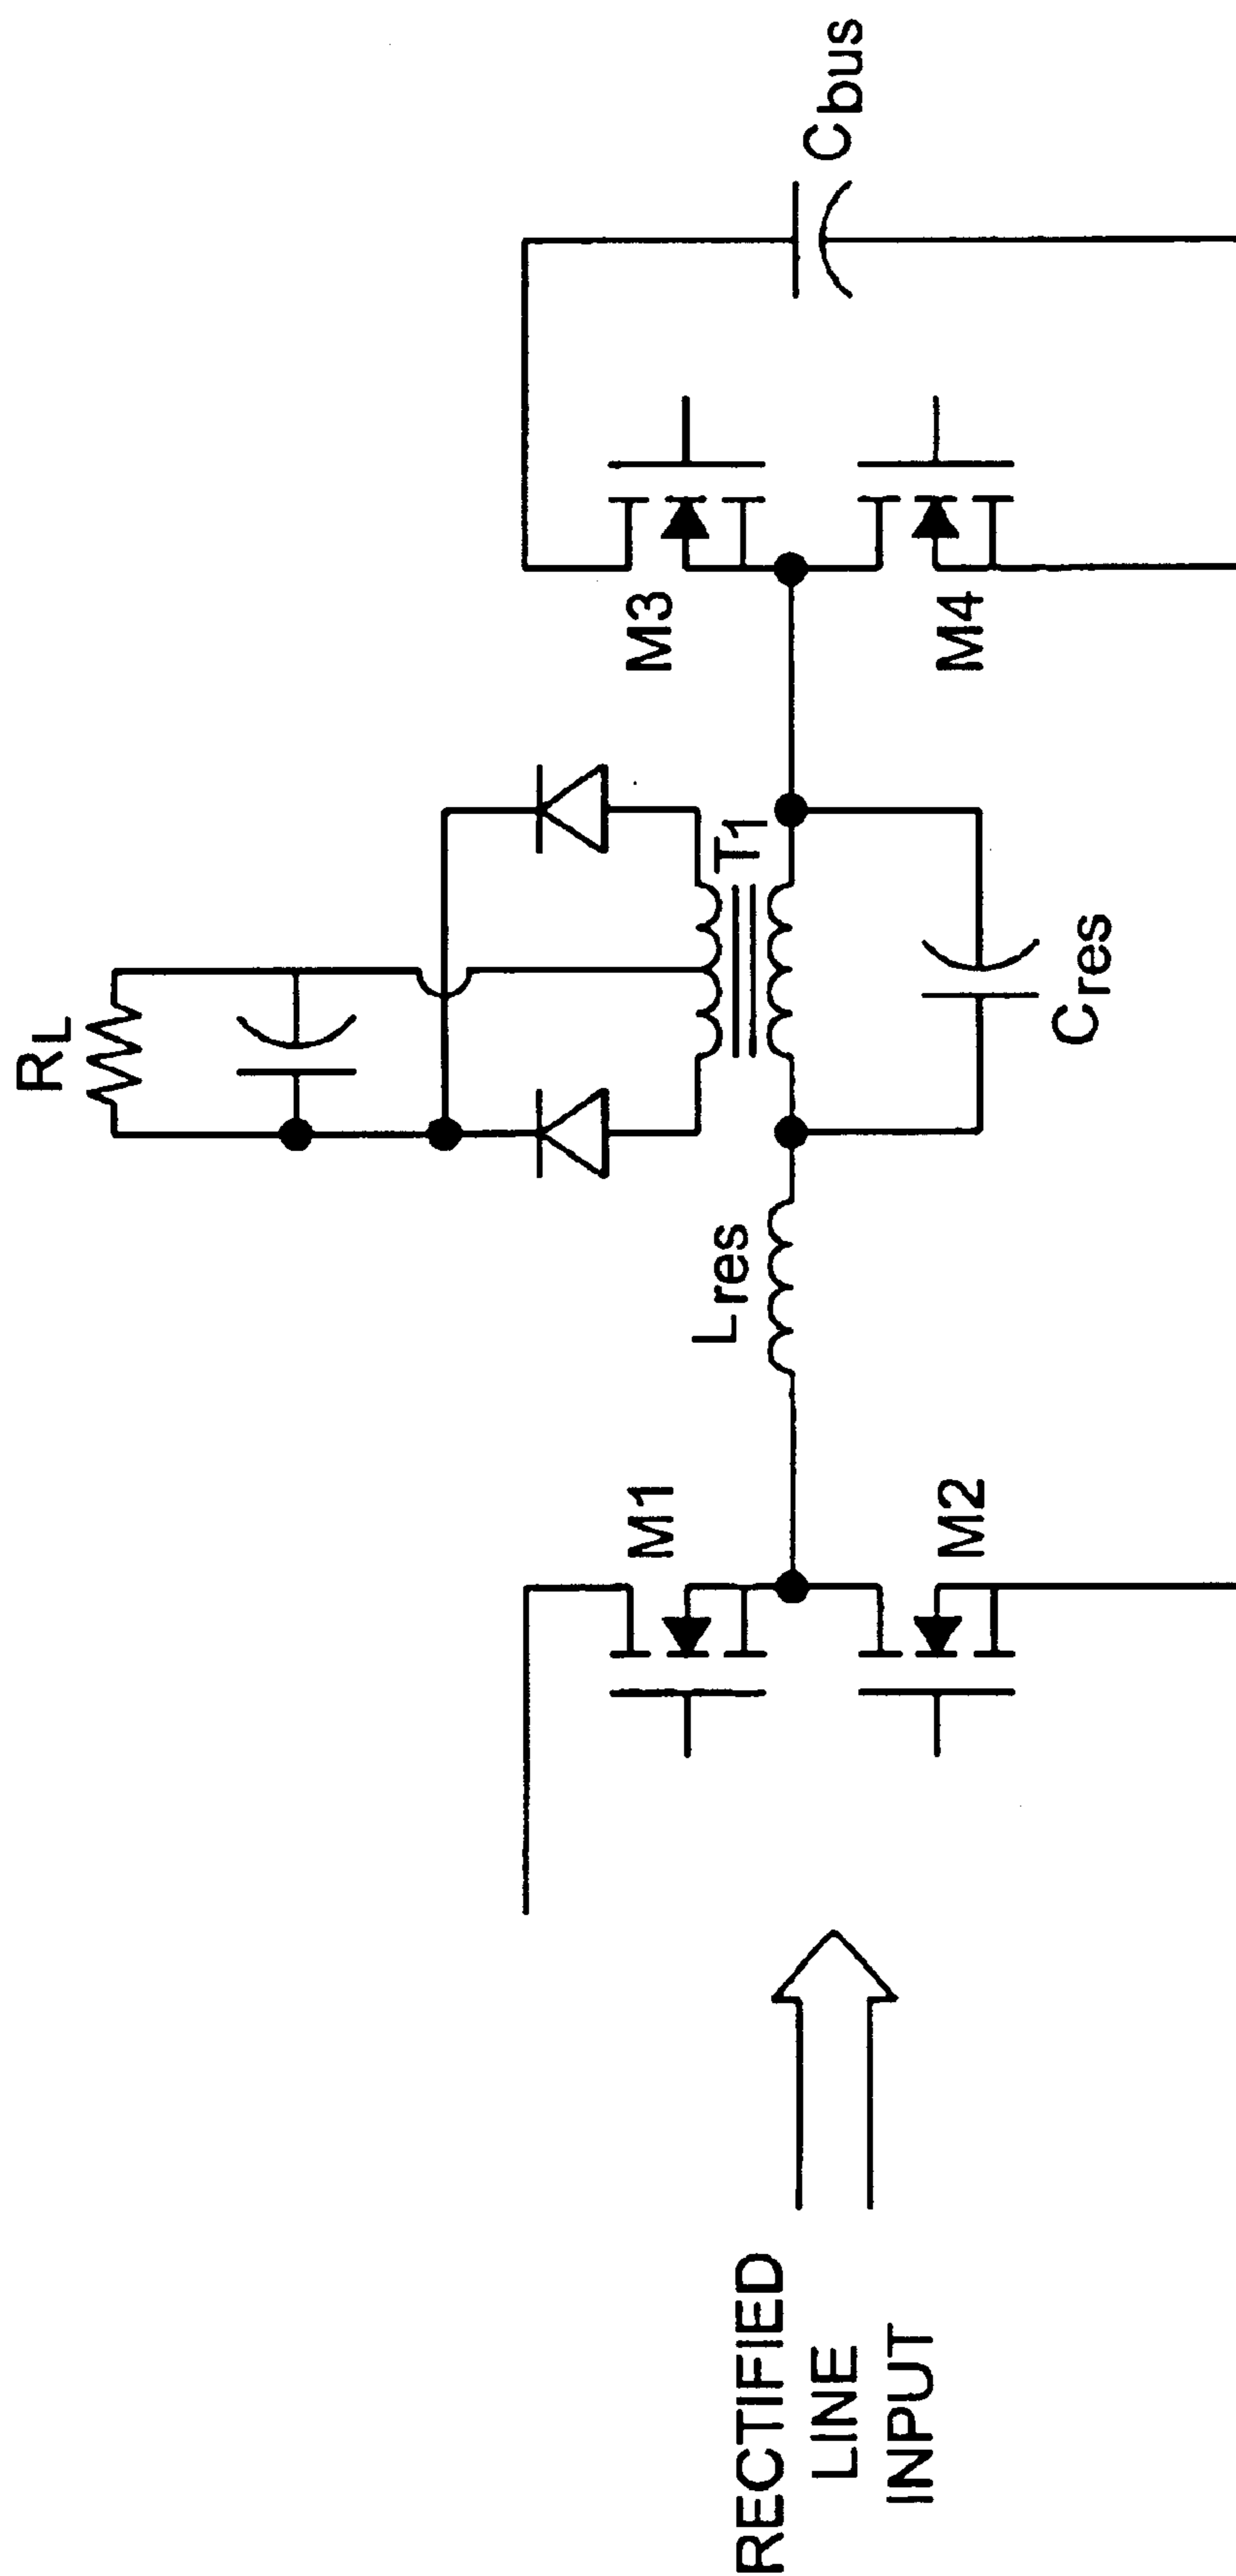 RECTIFIED
LINE
INPUT
M1
M2
Lres
RL
T1
Cres
M3
M4
Cbus